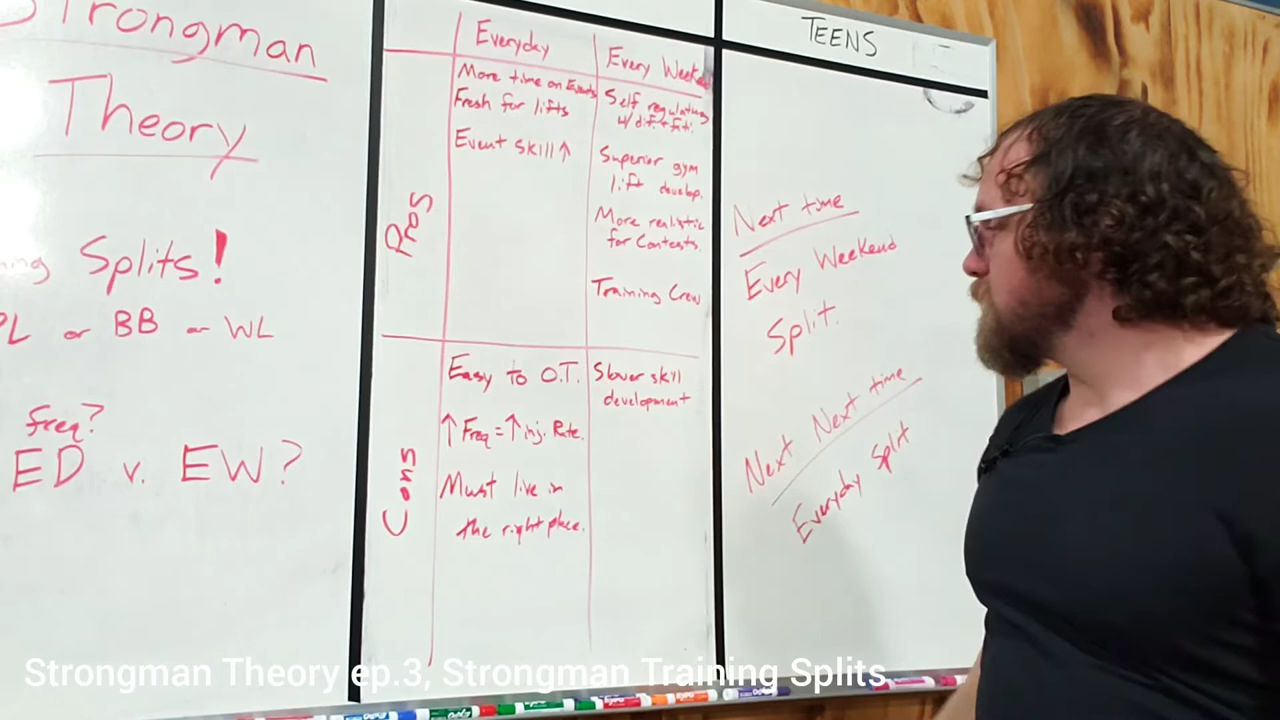 Strongman
Theory
Splits!
PL or BB or WL
freq?
ED v. EW?
Everyday
Every Weekend
Pros
More time on Events
Fresh for lifts
Event skill ↑
Self regulating
w/ dif. + fati.
Superior gym
lift develop.
More realistic
for Contests.
Training Crew
Cons
Easy to O.T.
↑ Freq = ↑ inj. Rate.
Must live in
the right place.
Slower skill
development
TEENS
Next time
Every Weekend
Split.
Next Next time
Everyday Split
Strongman Theory ep.3, Strongman Training Splits